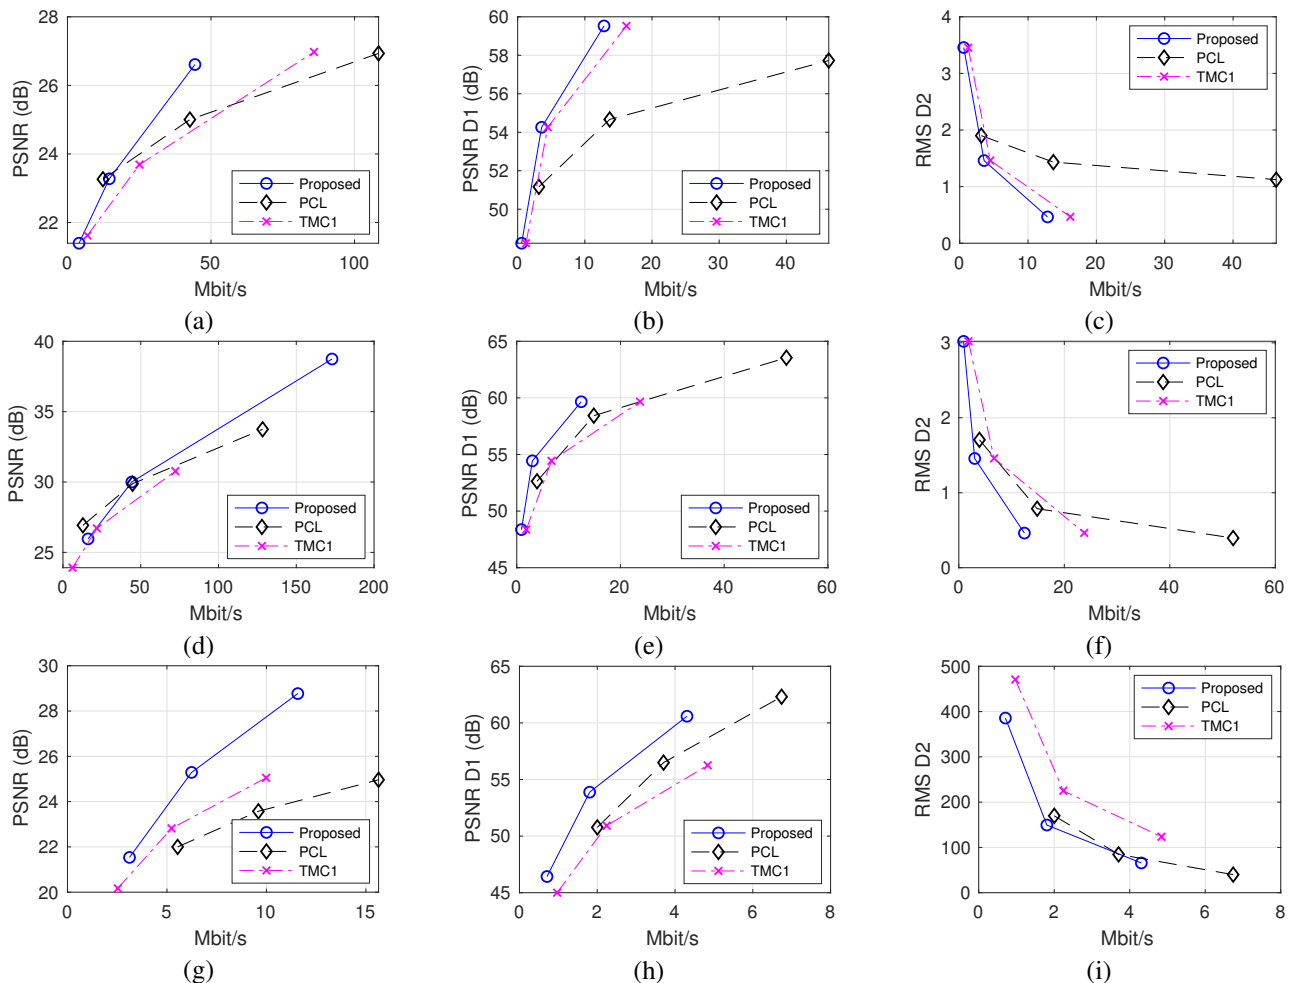 28
26
24
22
PSNR (dB)
0
50
100
Mbit/s
Proposed
PCL
TMC1
(a)
60
58
56
54
52
50
PSNR D1 (dB)
0
10
20
30
40
Mbit/s
Proposed
PCL
TMC1
(b)
4
3
2
1
0
RMS D2
0
10
20
30
40
Mbit/s
Proposed
PCL
TMC1
(c)
40
35
30
25
PSNR (dB)
0
50
100
150
200
Mbit/s
Proposed
PCL
TMC1
(d)
65
60
55
50
45
PSNR D1 (dB)
0
20
40
60
Mbit/s
Proposed
PCL
TMC1
(e)
3
2
1
0
RMS D2
0
20
40
60
Mbit/s
Proposed
PCL
TMC1
(f)
30
28
26
24
22
20
PSNR (dB)
0
5
10
15
Mbit/s
Proposed
PCL
TMC1
(g)
65
60
55
50
45
PSNR D1 (dB)
0
2
4
6
8
Mbit/s
Proposed
PCL
TMC1
(h)
500
400
300
200
100
0
RMS D2
0
2
4
6
8
Mbit/s
Proposed
PCL
TMC1
(i)